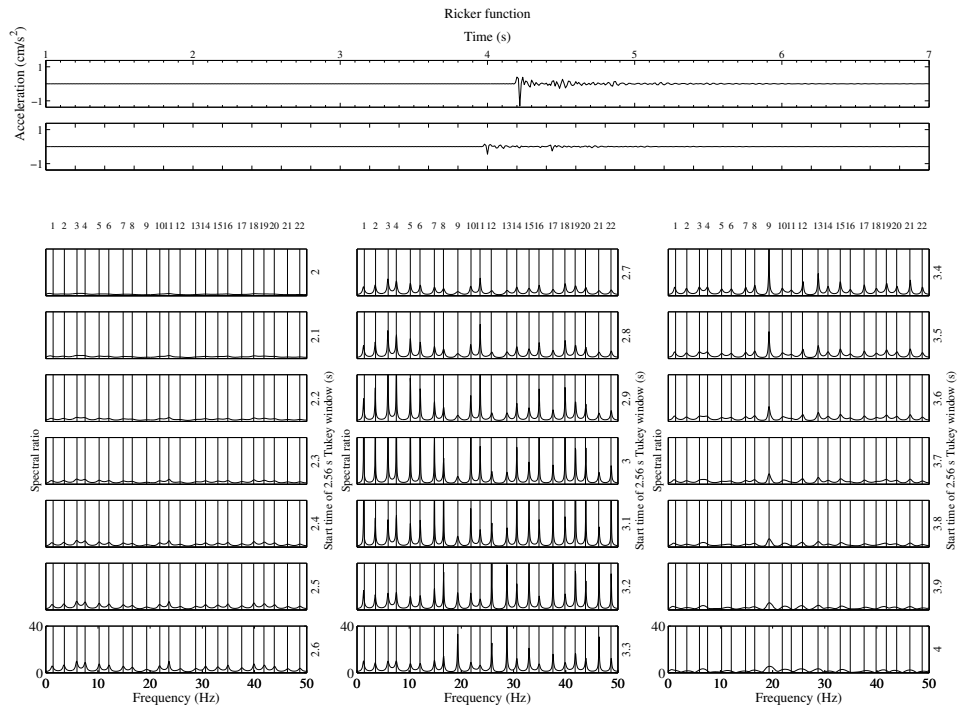 Ricker function
Time (s)
1 2 3 4 5 6 7
Acceleration (cm/s²)
1
−1
1
−1
1 2 3 4 5 6 7 8 9 10 11 12 13 14 15 16 17 18 19 20 21 22
1 2 3 4 5 6 7 8 9 10 11 12 13 14 15 16 17 18 19 20 21 22
1 2 3 4 5 6 7 8 9 10 11 12 13 14 15 16 17 18 19 20 21 22
Spectral ratio
2
2.1
2.2
2.3
2.4
2.5
2.6
Start time of 2.56 s Tukey window (s)
40
0
0 10 20 30 40 50
Frequency (Hz)
Spectral ratio
2.7
2.8
2.9
3
3.1
3.2
3.3
Start time of 2.56 s Tukey window (s)
40
0
0 10 20 30 40 50
Frequency (Hz)
Spectral ratio
3.4
3.5
3.6
3.7
3.8
3.9
4
Start time of 2.56 s Tukey window (s)
40
0
0 10 20 30 40 50
Frequency (Hz)